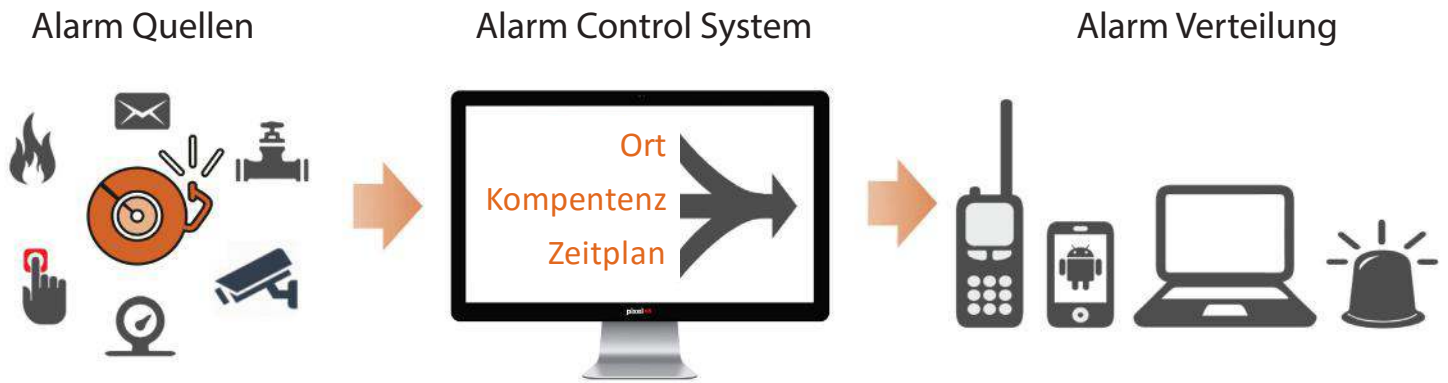 Alarm Quellen
Alarm Control System
Alarm Verteilung
Ort
Kompentenz
Zeitplan